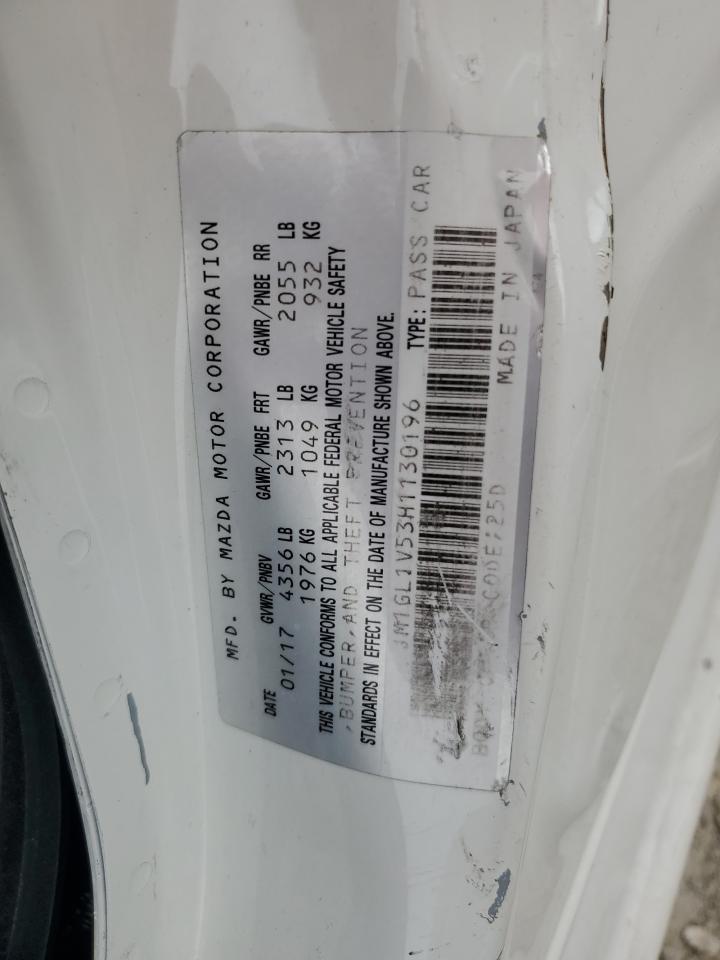 MFD. BY MAZDA MOTOR CORPORATION
DATE GVWR/PNBV GAWR/PNBE FRT GAWR/PNBE RR
01/17 4356 LB 2313 LB 2055 LB
1976 KG 1049 KG 932 KG
THIS VEHICLE CONFORMS TO ALL APPLICABLE FEDERAL MOTOR VEHICLE SAFETY
,BUMPER,AND THEFT PREVENTION
STANDARDS IN EFFECT ON THE DATE OF MANUFACTURE SHOWN ABOVE.
JM1GL1V53H1130196 TYPE: PASS CAR
CODE:25D MADE IN JAPAN